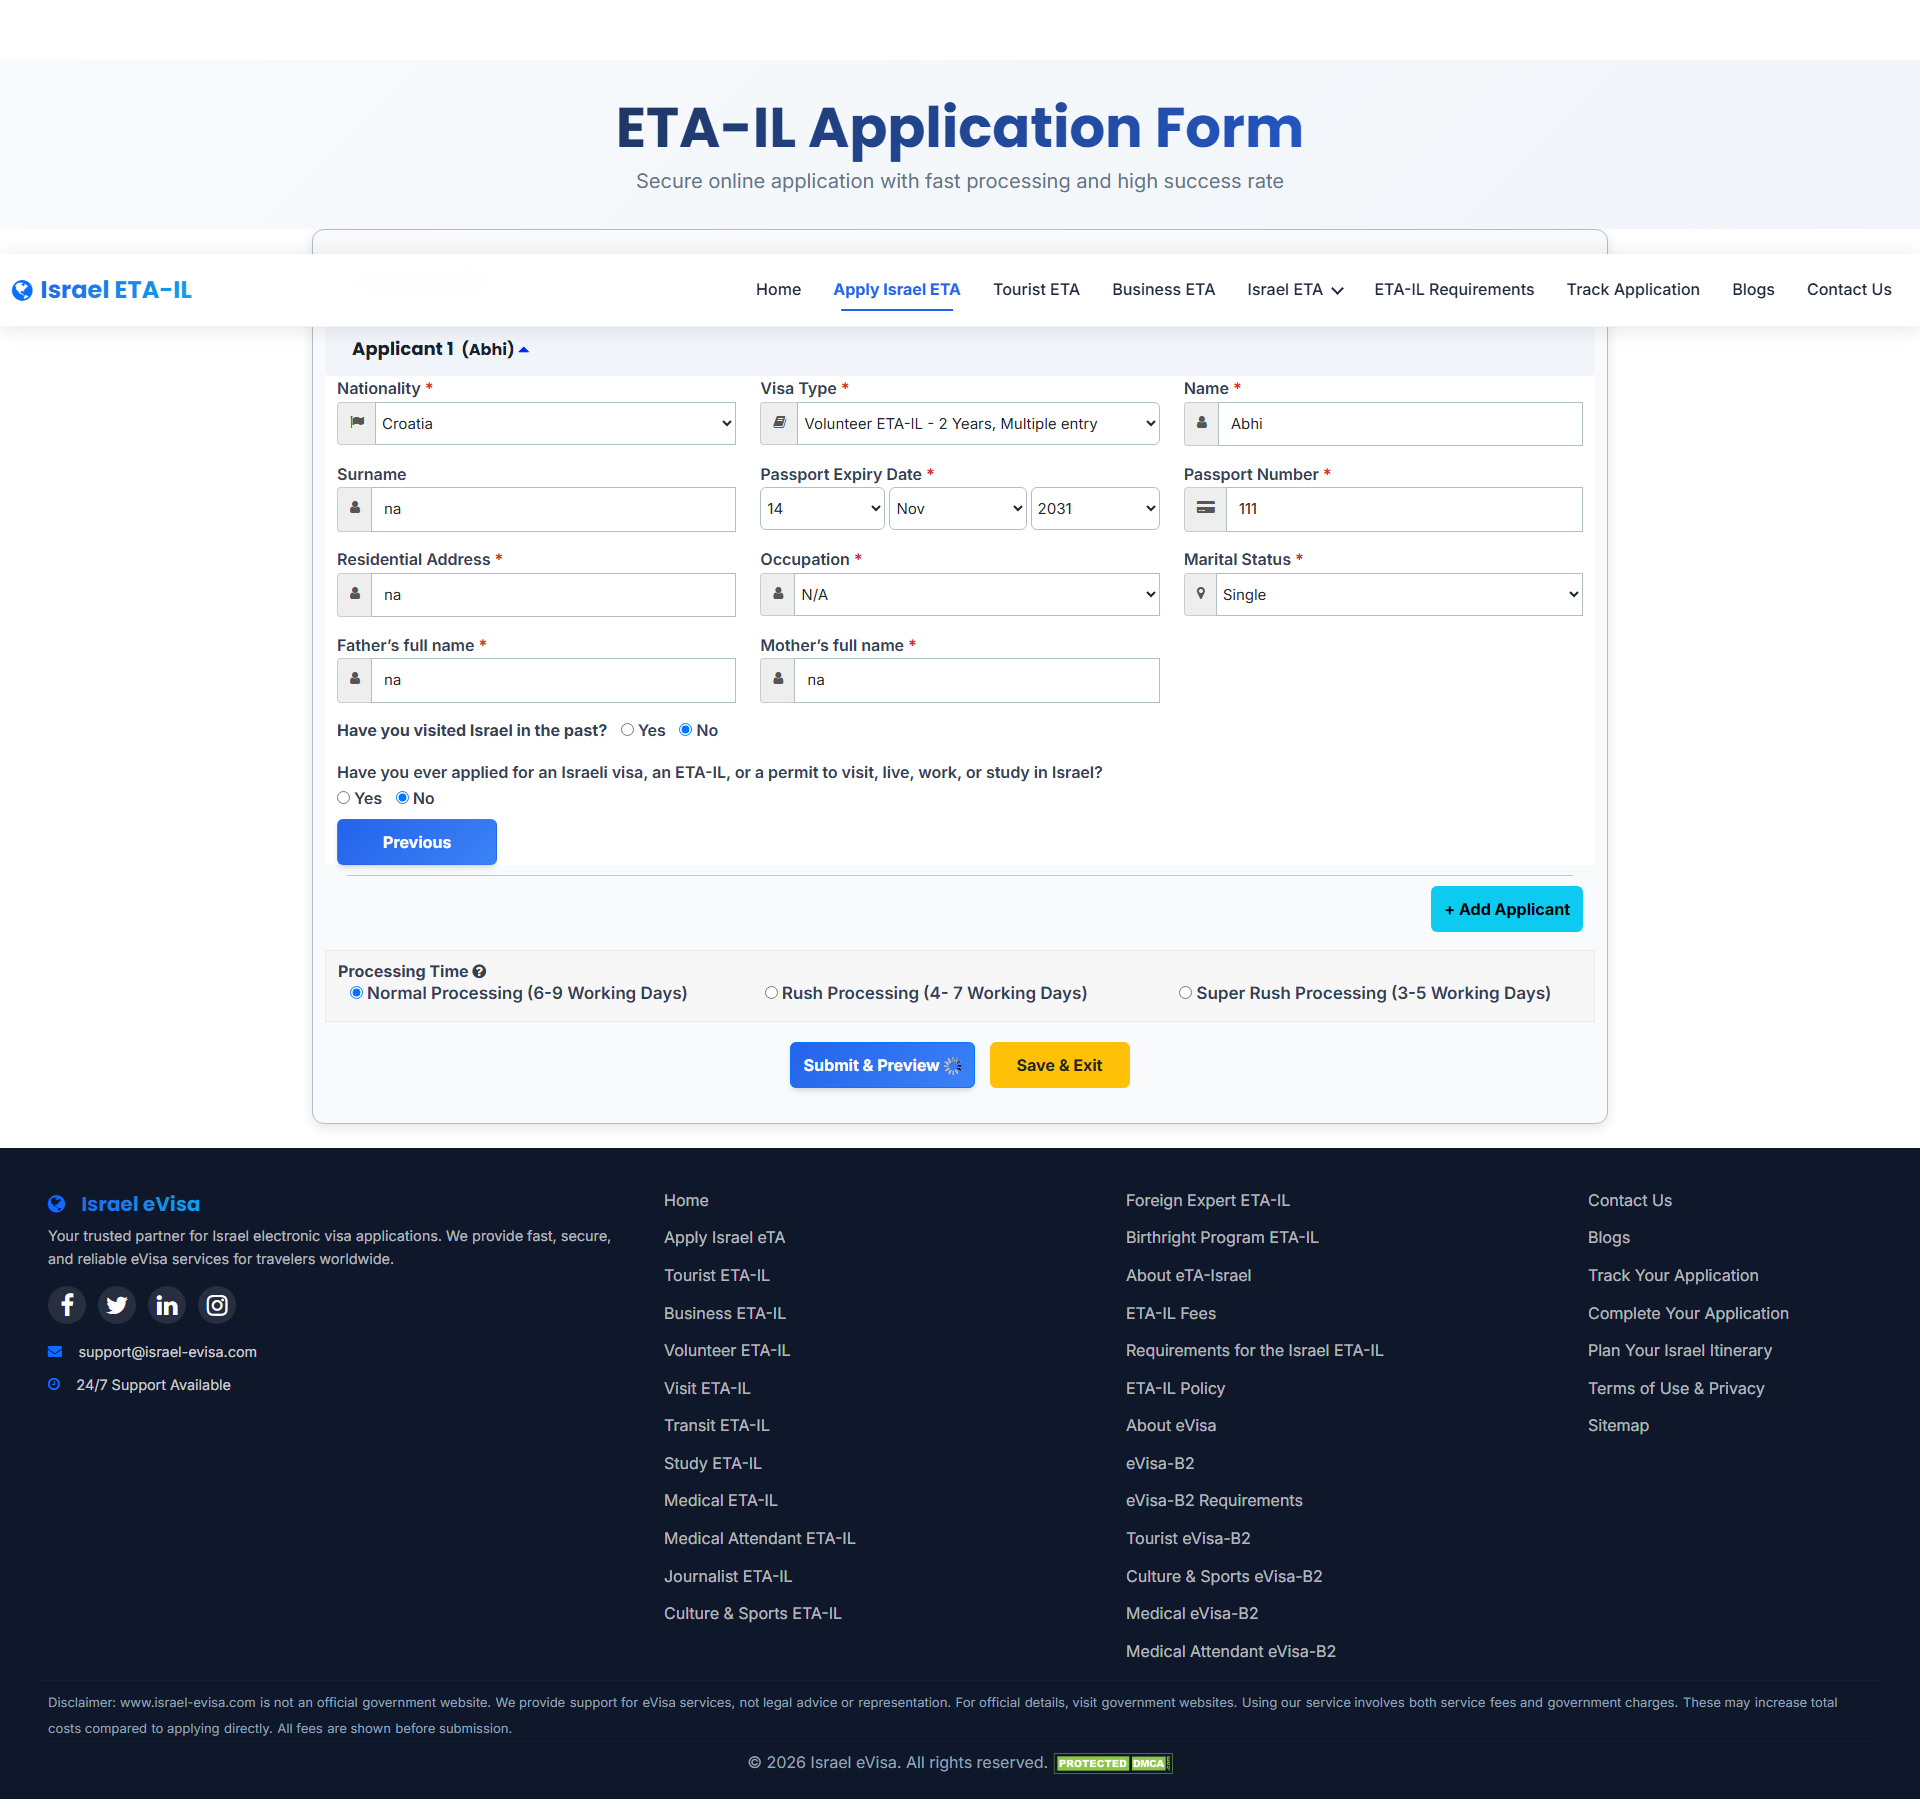 ETA-IL Application Form
Secure online application with fast processing and high success rate
Israel ETA-IL
Home
Apply Israel ETA
Tourist ETA
Business ETA
Israel ETA
ETA-IL Requirements
Track Application
Blogs
Contact Us
Applicant 1 (Abhi)
Nationality *
Visa Type *
Name *
Croatia
Volunteer ETA-IL - 2 Years, Multiple entry
Abhi
Surname
Passport Expiry Date *
Passport Number *
na
14
Nov
2031
111
Residential Address *
Occupation *
Marital Status *
na
N/A
Single
Father’s full name *
Mother’s full name *
na
na
Have you visited Israel in the past? Yes No
Have you ever applied for an Israeli visa, an ETA-IL, or a permit to visit, live, work, or study in Israel?
Yes No
Previous
+ Add Applicant
Processing Time
Normal Processing (6-9 Working Days)
Rush Processing (4- 7 Working Days)
Super Rush Processing (3-5 Working Days)
Submit & Preview
Save & Exit
Israel eVisa
Your trusted partner for Israel electronic visa applications. We provide fast, secure,
and reliable eVisa services for travelers worldwide.
support@israel-evisa.com
24/7 Support Available
Home
Apply Israel eTA
Tourist ETA-IL
Business ETA-IL
Volunteer ETA-IL
Visit ETA-IL
Transit ETA-IL
Study ETA-IL
Medical ETA-IL
Medical Attendant ETA-IL
Journalist ETA-IL
Culture & Sports ETA-IL
Foreign Expert ETA-IL
Birthright Program ETA-IL
About eTA-Israel
ETA-IL Fees
Requirements for the Israel ETA-IL
ETA-IL Policy
About eVisa
eVisa-B2
eVisa-B2 Requirements
Tourist eVisa-B2
Culture & Sports eVisa-B2
Medical eVisa-B2
Medical Attendant eVisa-B2
Contact Us
Blogs
Track Your Application
Complete Your Application
Plan Your Israel Itinerary
Terms of Use & Privacy
Sitemap
Disclaimer: www.israel-evisa.com is not an official government website. We provide support for eVisa services, not legal advice or representation. For official details, visit government websites. Using our service involves both service fees and government charges. These may increase total
costs compared to applying directly. All fees are shown before submission.
© 2026 Israel eVisa. All rights reserved. PROTECTED DMCA